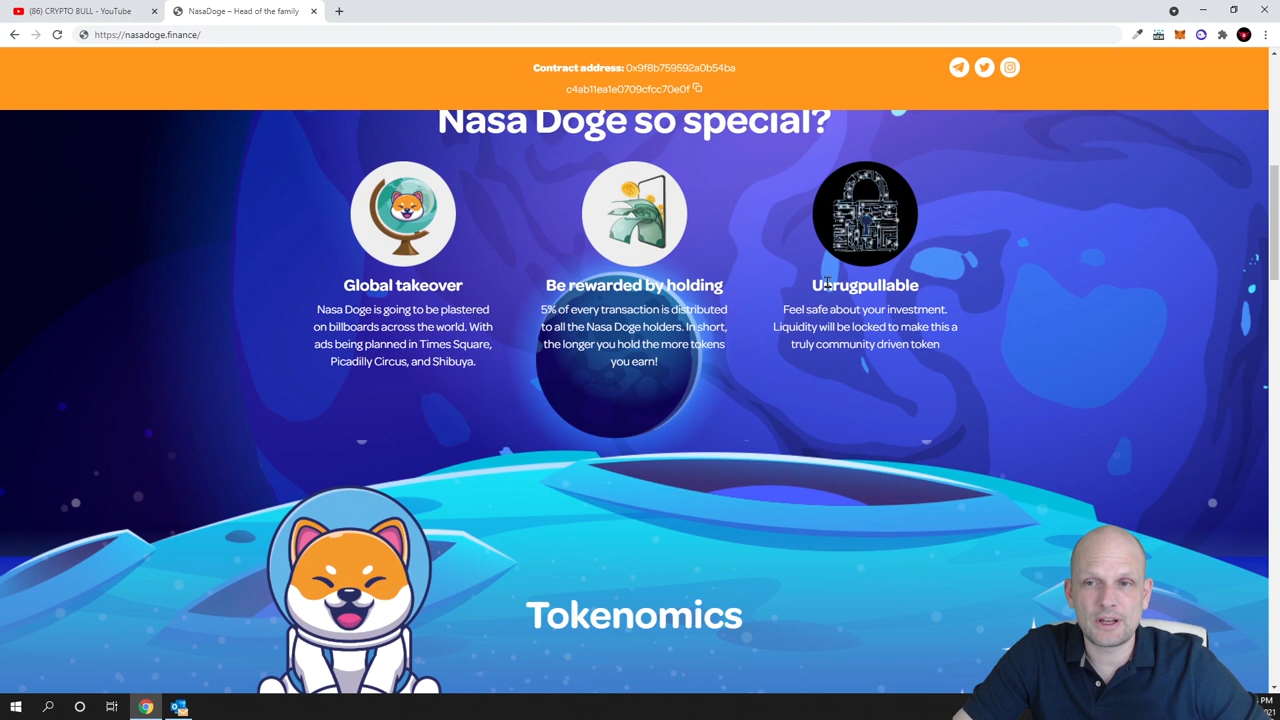 (86) CRYPTO BULL - YouTube
NasaDoge – Head of the family
https://nasadoge.finance/
Contract address: 0x9f8b759592a0b54ba
c4ab11ea1e0709cfcc70e0f
Nasa Doge so special?
Global takeover
Nasa Doge is going to be plastered
on billboards across the world. With
ads being planned in Times Square,
Picadilly Circus, and Shibuya.
Be rewarded by holding
5% of every transaction is distributed
to all the Nasa Doge holders. In short,
the longer you hold the more tokens
you earn!
Unrugpullable
Feel safe about your investment.
Liquidity will be locked to make this a
truly community driven token
Tokenomics